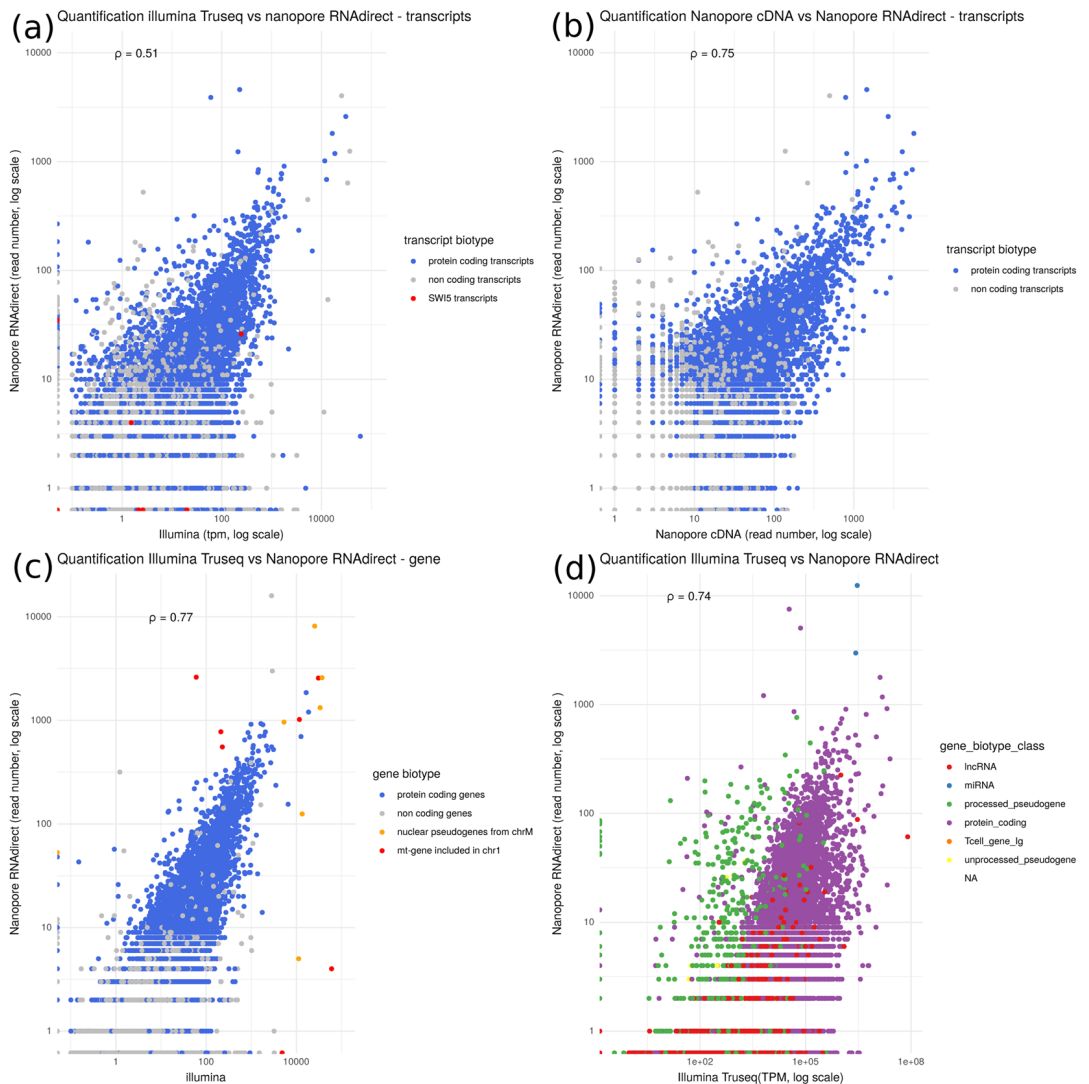 (a)
Quantification illumina Truseq vs nanopore RNAdirect - transcripts
ρ = 0.51
10000
1000
100
10
1
Nanopore RNAdirect (read number, log scale )
1
100
10000
Illumina (tpm, log scale)
transcript biotype
protein coding transcripts
non coding transcripts
SWI5 transcripts
(b)
Quantification Nanopore cDNA vs Nanopore RNAdirect - transcripts
ρ = 0.75
10000
1000
100
10
1
Nanopore RNAdirect (read number, log scale )
1
10
100
1000
Nanopore cDNA (read number, log scale)
transcript biotype
protein coding transcripts
non coding transcripts
(c)
Quantification Illumina Truseq vs Nanopore RNAdirect - gene
ρ = 0.77
10000
1000
100
10
1
Nanopore RNAdirect (read number, log scale )
1
100
10000
illumina
gene biotype
protein coding genes
non coding genes
nuclear pseudogenes from chrM
mt-gene included in chr1
(d)
Quantification Illumina Truseq vs Nanopore RNAdirect
ρ = 0.74
10000
1000
100
10
1
Nanopore RNAdirect (read number, log scale )
1e+02
1e+05
1e+08
Illumina Truseq(TPM, log scale)
gene_biotype_class
lncRNA
miRNA
processed_pseudogene
protein_coding
Tcell_gene_Ig
unprocessed_pseudogene
NA